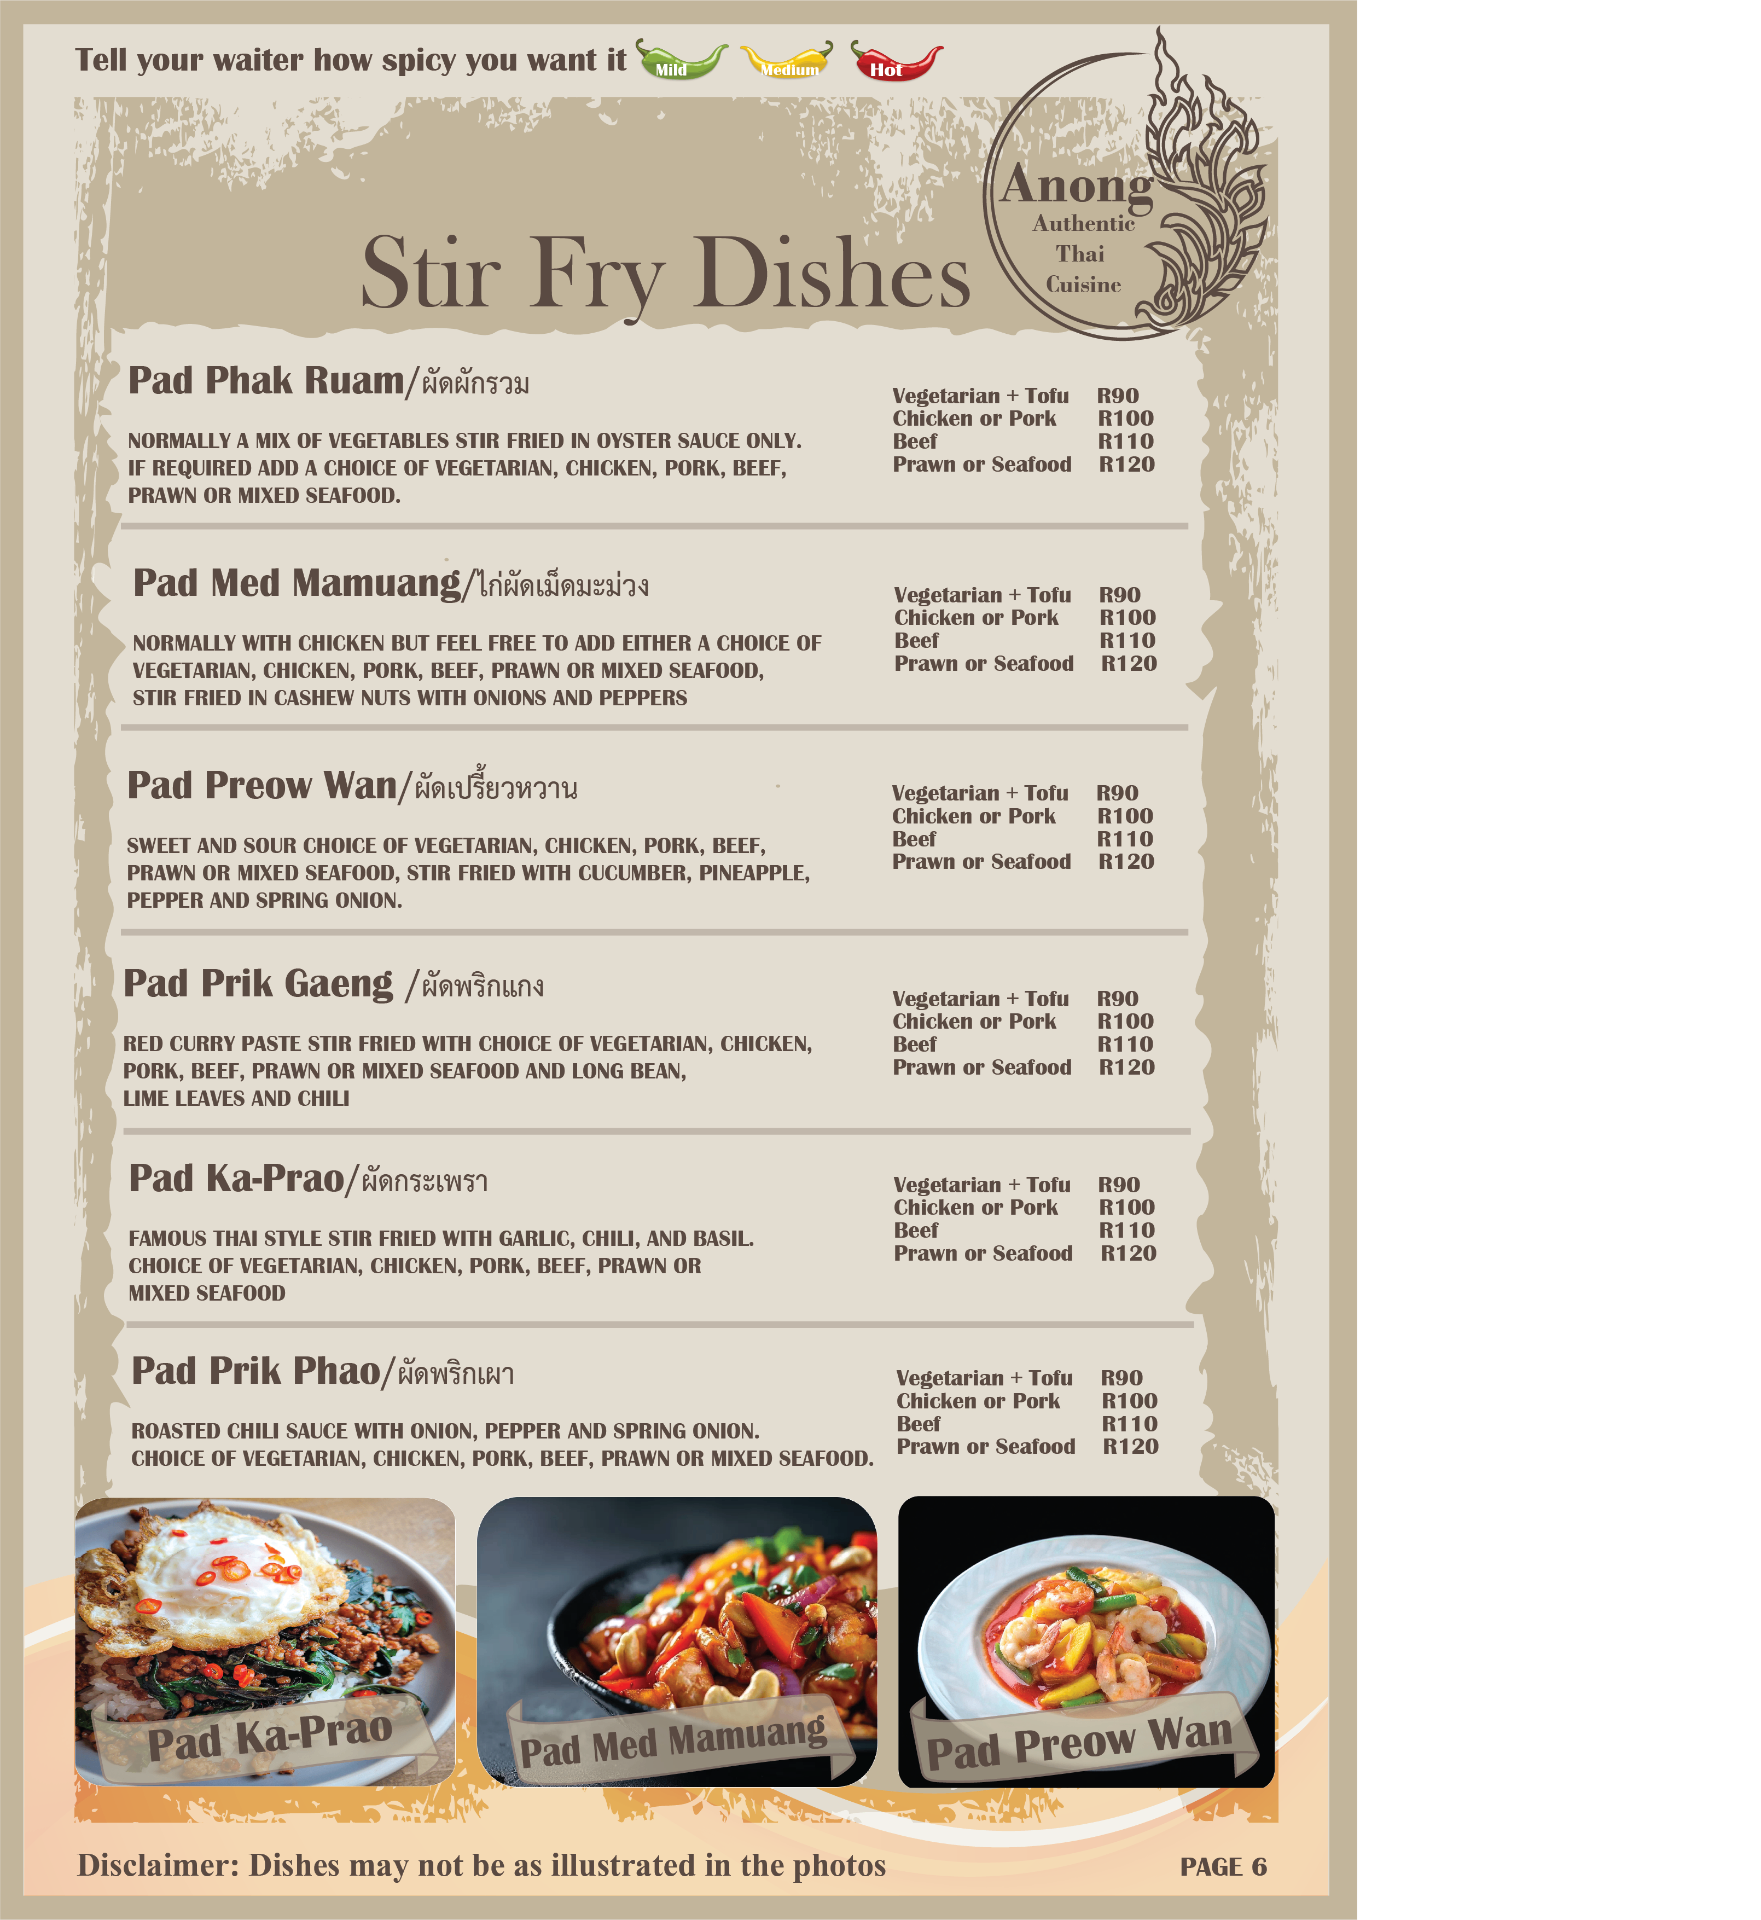 Tell your waiter how spicy you want it Mild Medium Hot
Anong
Authentic
Thai
Cuisine
Stir Fry Dishes
Pad Phak Ruam/ผัดผักรวม
NORMALLY A MIX OF VEGETABLES STIR FRIED IN OYSTER SAUCE ONLY.
IF REQUIRED ADD A CHOICE OF VEGETARIAN, CHICKEN, PORK, BEEF,
PRAWN OR MIXED SEAFOOD.
Vegetarian + Tofu R90
Chicken or Pork R100
Beef R110
Prawn or Seafood R120
Pad Med Mamuang/ไก่ผัดเม็ดมะม่วง
NORMALLY WITH CHICKEN BUT FEEL FREE TO ADD EITHER A CHOICE OF
VEGETARIAN, CHICKEN, PORK, BEEF, PRAWN OR MIXED SEAFOOD,
STIR FRIED IN CASHEW NUTS WITH ONIONS AND PEPPERS
Vegetarian + Tofu R90
Chicken or Pork R100
Beef R110
Prawn or Seafood R120
Pad Preow Wan/ผัดเปรี้ยวหวาน
SWEET AND SOUR CHOICE OF VEGETARIAN, CHICKEN, PORK, BEEF,
PRAWN OR MIXED SEAFOOD, STIR FRIED WITH CUCUMBER, PINEAPPLE,
PEPPER AND SPRING ONION.
Vegetarian + Tofu R90
Chicken or Pork R100
Beef R110
Prawn or Seafood R120
Pad Prik Gaeng /ผัดพริกแกง
RED CURRY PASTE STIR FRIED WITH CHOICE OF VEGETARIAN, CHICKEN,
PORK, BEEF, PRAWN OR MIXED SEAFOOD AND LONG BEAN,
LIME LEAVES AND CHILI
Vegetarian + Tofu R90
Chicken or Pork R100
Beef R110
Prawn or Seafood R120
Pad Ka-Prao/ผัดกระเพรา
FAMOUS THAI STYLE STIR FRIED WITH GARLIC, CHILI, AND BASIL.
CHOICE OF VEGETARIAN, CHICKEN, PORK, BEEF, PRAWN OR
MIXED SEAFOOD
Vegetarian + Tofu R90
Chicken or Pork R100
Beef R110
Prawn or Seafood R120
Pad Prik Phao/ผัดพริกเผา
ROASTED CHILI SAUCE WITH ONION, PEPPER AND SPRING ONION.
CHOICE OF VEGETARIAN, CHICKEN, PORK, BEEF, PRAWN OR MIXED SEAFOOD.
Vegetarian + Tofu R90
Chicken or Pork R100
Beef R110
Prawn or Seafood R120
Pad Ka-Prao
Pad Med Mamuang
Pad Preow Wan
Disclaimer: Dishes may not be as illustrated in the photos
PAGE 6